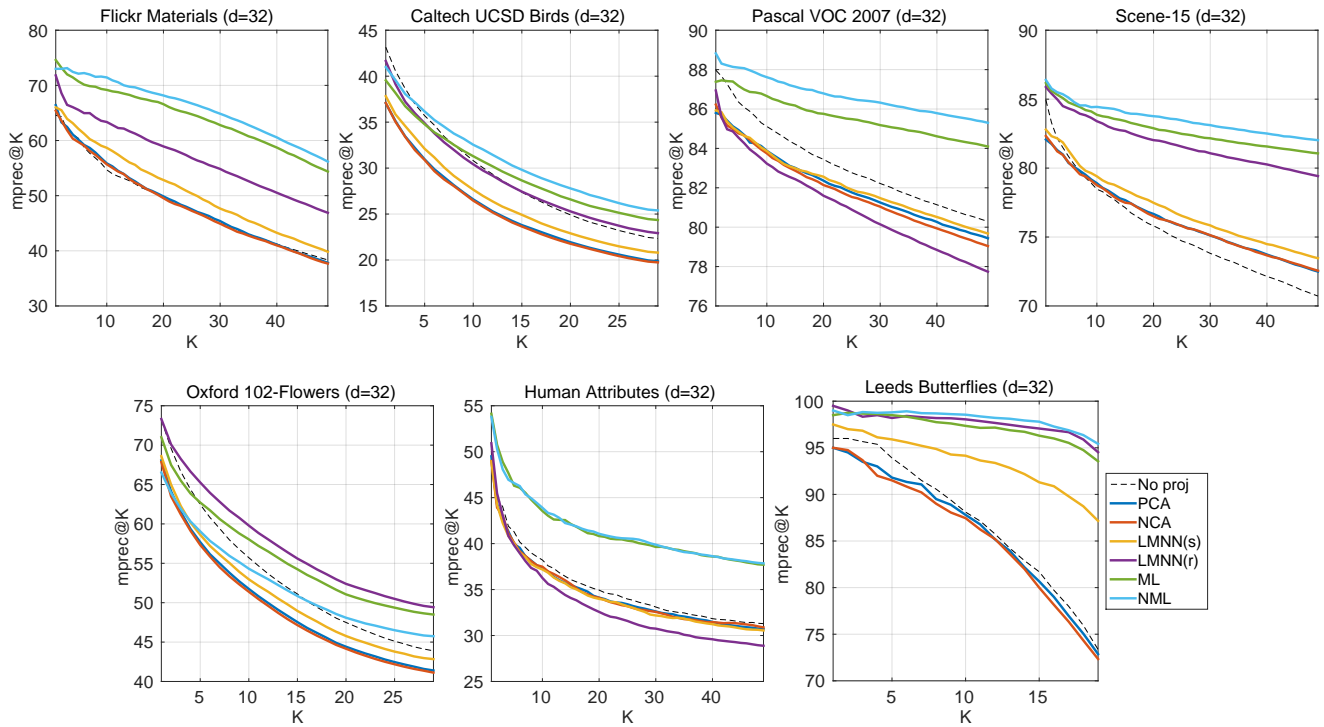 Flickr Materials (d=32)
80
70
60
50
40
30
mprec@K
10 20 30 40
K
Caltech UCSD Birds (d=32)
45
40
35
30
25
20
15
mprec@K
5 10 15 20 25
K
Pascal VOC 2007 (d=32)
90
88
86
84
82
80
78
76
mprec@K
10 20 30 40
K
Scene-15 (d=32)
90
85
80
75
70
mprec@K
10 20 30 40
K
Oxford 102-Flowers (d=32)
75
70
65
60
55
50
45
40
mprec@K
5 10 15 20 25
K
Human Attributes (d=32)
55
50
45
40
35
30
25
mprec@K
10 20 30 40
K
Leeds Butterflies (d=32)
100
95
90
85
80
75
70
mprec@K
5 10 15
K
No proj
PCA
NCA
LMNN(s)
LMNN(r)
ML
NML